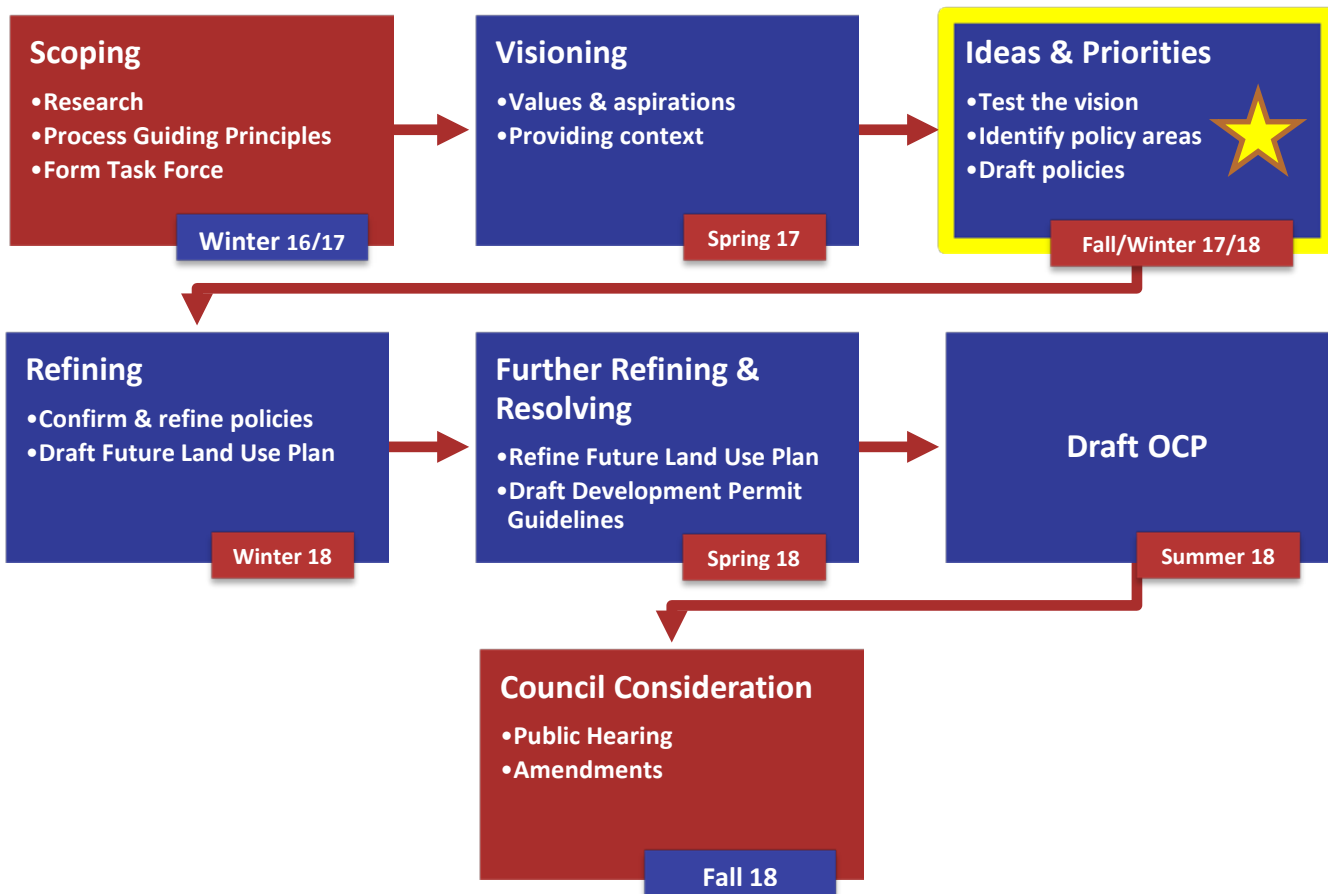 Scoping
•Research
•Process Guiding Principles
•Form Task Force
Winter 16/17
Visioning
•Values & aspirations
•Providing context
Spring 17
Ideas & Priorities
•Test the vision
•Identify policy areas
•Draft policies
Fall/Winter 17/18
Refining
•Confirm & refine policies
•Draft Future Land Use Plan
Winter 18
Further Refining &
Resolving
•Refine Future Land Use Plan
•Draft Development Permit
Guidelines
Spring 18
Draft OCP
Summer 18
Council Consideration
•Public Hearing
•Amendments
Fall 18